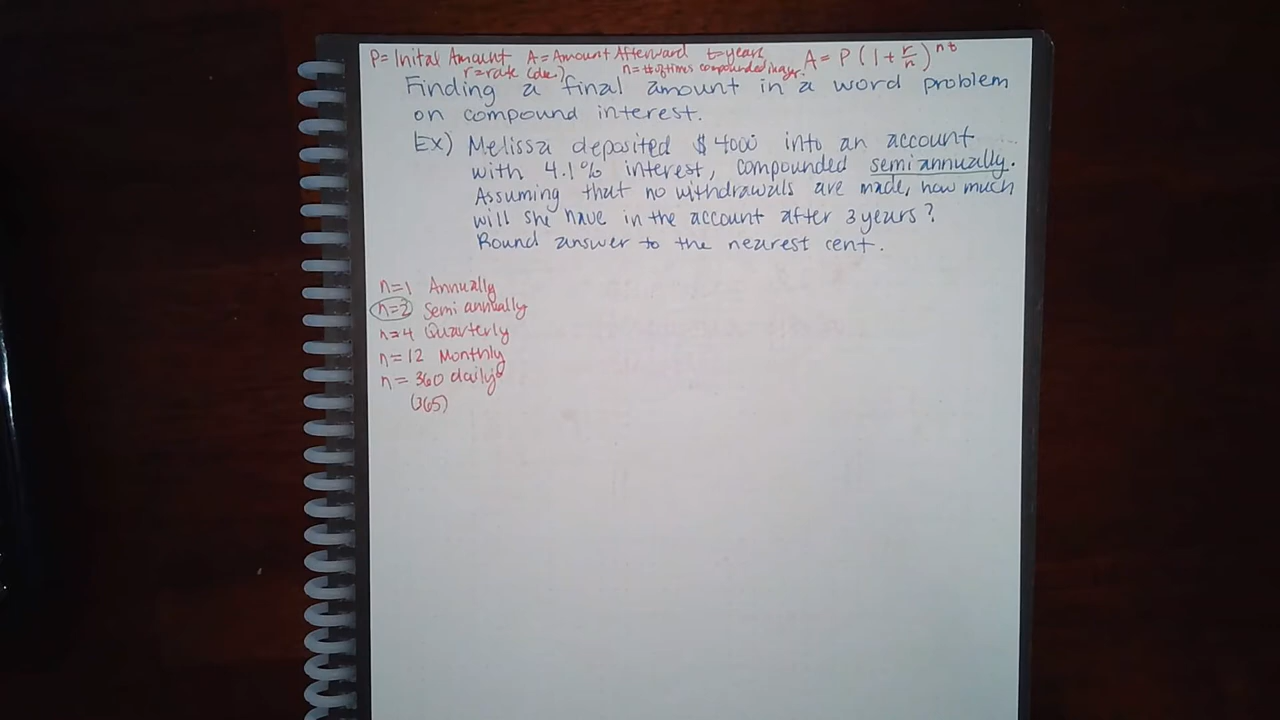 P= Inital Amount A= Amount Afterward t=years A= P(1+r/n)^nt
r=rate (dec.) n=# of times compounded in a yr.
Finding a final amount in a word problem
on compound interest.
Ex) Melissa deposited $4000 into an account
with 4.1% interest, compounded semiannually.
Assuming that no withdrawals are made, how much
will she have in the account after 3 years?
Round answer to the nearest cent.
n=1 Annually
n=2 Semi annually
n=4 Quarterly
n=12 Monthly
n= 360 daily
(365)